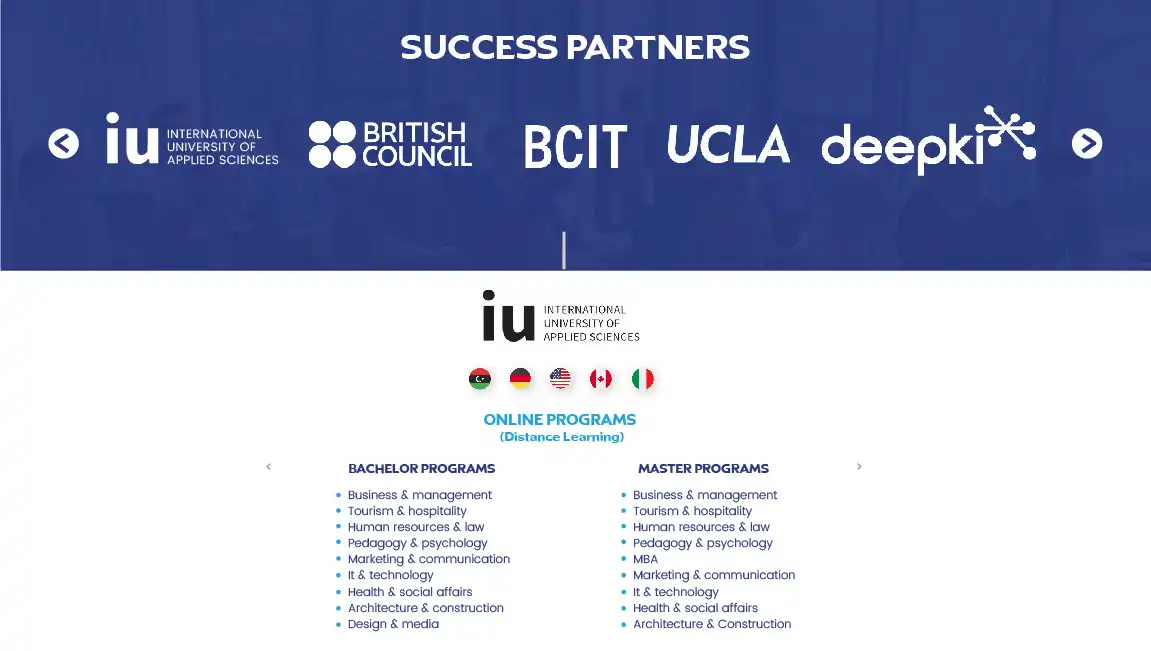 SUCCESS PARTNERS
iu INTERNATIONAL
UNIVERSITY OF
APPLIED SCIENCES
BRITISH
COUNCIL
BCIT
UCLA
deepki
iu INTERNATIONAL
UNIVERSITY OF
APPLIED SCIENCES
ONLINE PROGRAMS
(Distance Learning)
BACHELOR PROGRAMS
Business & management
Tourism & hospitality
Human resources & law
Pedagogy & psychology
Marketing & communication
It & technology
Health & social affairs
Architecture & construction
Design & media
MASTER PROGRAMS
Business & management
Tourism & hospitality
Human resources & law
Pedagogy & psychology
MBA
Marketing & communication
It & technology
Health & social affairs
Architecture & Construction